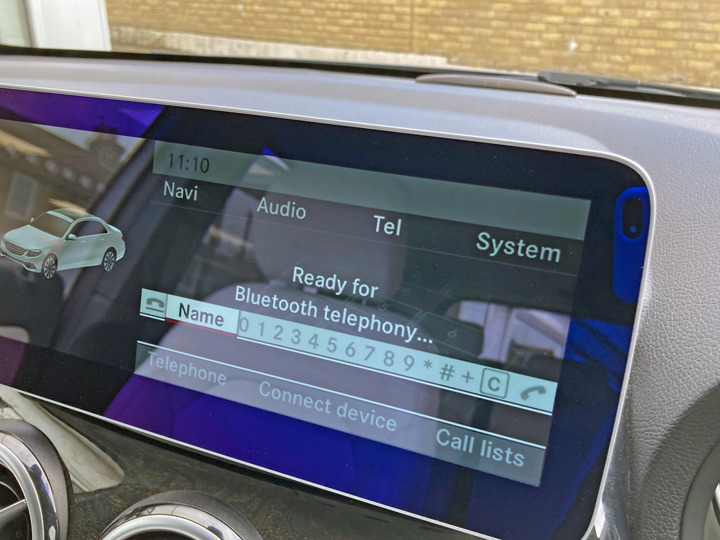 11:10
Navi Audio Tel System
Ready for
Bluetooth telephony...
Name 0 1 2 3 4 5 6 7 8 9 * # + C
Telephone Connect device Call lists